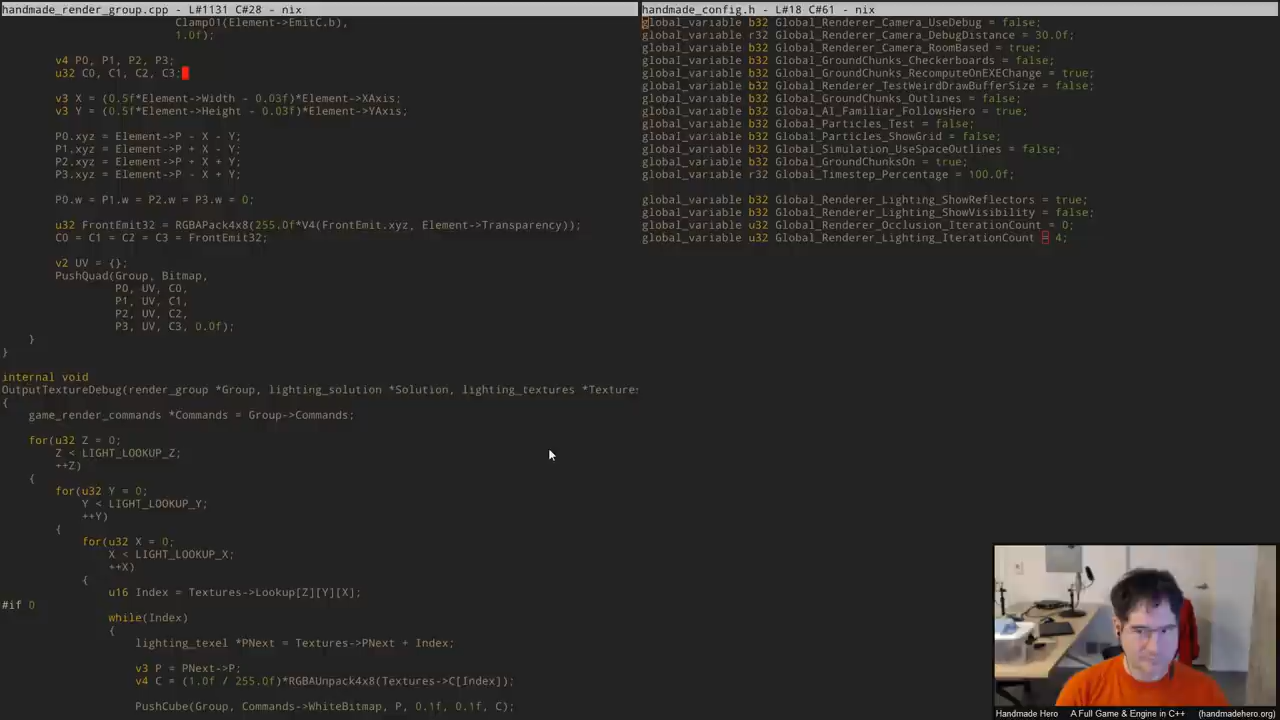 handmade_render_group.cpp - L#1131 C#28 - nix
Clamp01(Element->EmitC.b),
1.0f);
v4 P0, P1, P2, P3;
u32 C0, C1, C2, C3;
v3 X = (0.5f*Element->Width - 0.03f)*Element->XAxis;
v3 Y = (0.5f*Element->Height - 0.03f)*Element->YAxis;
P0.xyz = Element->P - X - Y;
P1.xyz = Element->P + X - Y;
P2.xyz = Element->P + X + Y;
P3.xyz = Element->P - X + Y;
P0.w = P1.w = P2.w = P3.w = 0;
u32 FrontEmit32 = RGBAPack4x8(255.0f*V4(FrontEmit.xyz, Element->Transparency));
C0 = C1 = C2 = C3 = FrontEmit32;
v2 UV = {};
PushQuad(Group, Bitmap,
P0, UV, C0,
P1, UV, C1,
P2, UV, C2,
P3, UV, C3, 0.0f);
}
}
internal void
OutputTextureDebug(render_group *Group, lighting_solution *Solution, lighting_textures *Textures
{
game_render_commands *Commands = Group->Commands;
for(u32 Z = 0;
Z < LIGHT_LOOKUP_Z;
++Z)
{
for(u32 Y = 0;
Y < LIGHT_LOOKUP_Y;
++Y)
{
for(u32 X = 0;
X < LIGHT_LOOKUP_X;
++X)
{
u16 Index = Textures->Lookup[Z][Y][X];
#if 0
while(Index)
{
lighting_texel *PNext = Textures->PNext + Index;
v3 P = PNext->P;
v4 C = (1.0f / 255.0f)*RGBAUnpack4x8(Textures->C[Index]);
PushCube(Group, Commands->WhiteBitmap, P, 0.1f, 0.1f, C);
handmade_config.h - L#18 C#61 - nix
global_variable b32 Global_Renderer_Camera_UseDebug = false;
global_variable r32 Global_Renderer_Camera_DebugDistance = 30.0f;
global_variable b32 Global_Renderer_Camera_RoomBased = true;
global_variable b32 Global_GroundChunks_Checkerboards = false;
global_variable b32 Global_GroundChunks_RecomputeOnEXEChange = true;
global_variable b32 Global_Renderer_TestWeirdDrawBufferSize = false;
global_variable b32 Global_GroundChunks_Outlines = false;
global_variable b32 Global_AI_Familiar_FollowsHero = true;
global_variable b32 Global_Particles_Test = false;
global_variable b32 Global_Particles_ShowGrid = false;
global_variable b32 Global_Simulation_UseSpaceOutlines = false;
global_variable b32 Global_GroundChunksOn = true;
global_variable r32 Global_Timestep_Percentage = 100.0f;
global_variable b32 Global_Renderer_Lighting_ShowReflectors = true;
global_variable b32 Global_Renderer_Lighting_ShowVisibility = false;
global_variable u32 Global_Renderer_Occlusion_IterationCount = 0;
global_variable u32 Global_Renderer_Lighting_IterationCount = 4;
Handmade Hero A Full Game & Engine in C++ (handmadehero.org)